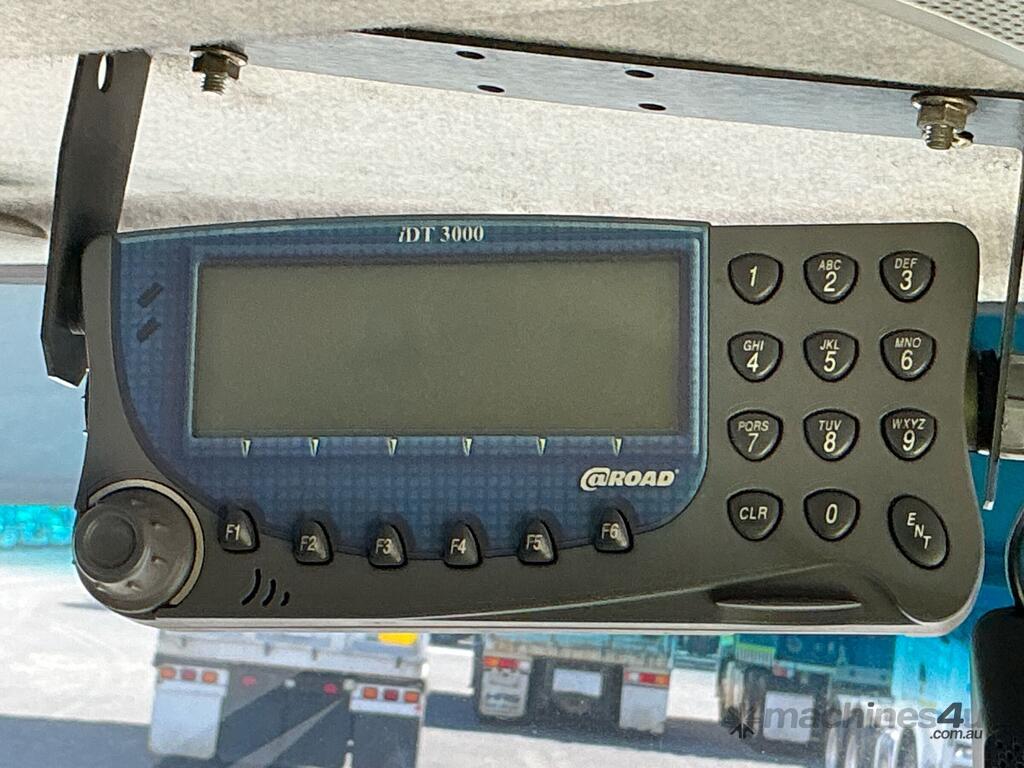 iDT 3000
1
ABC
2
DEF
3
GHI
4
JKL
5
MNO
6
PQRS
7
TUV
8
WXYZ
9
@ROAD®
CLR
0
ENT
F1
F2
F3
F4
F5
F6
machines4u
.com.au